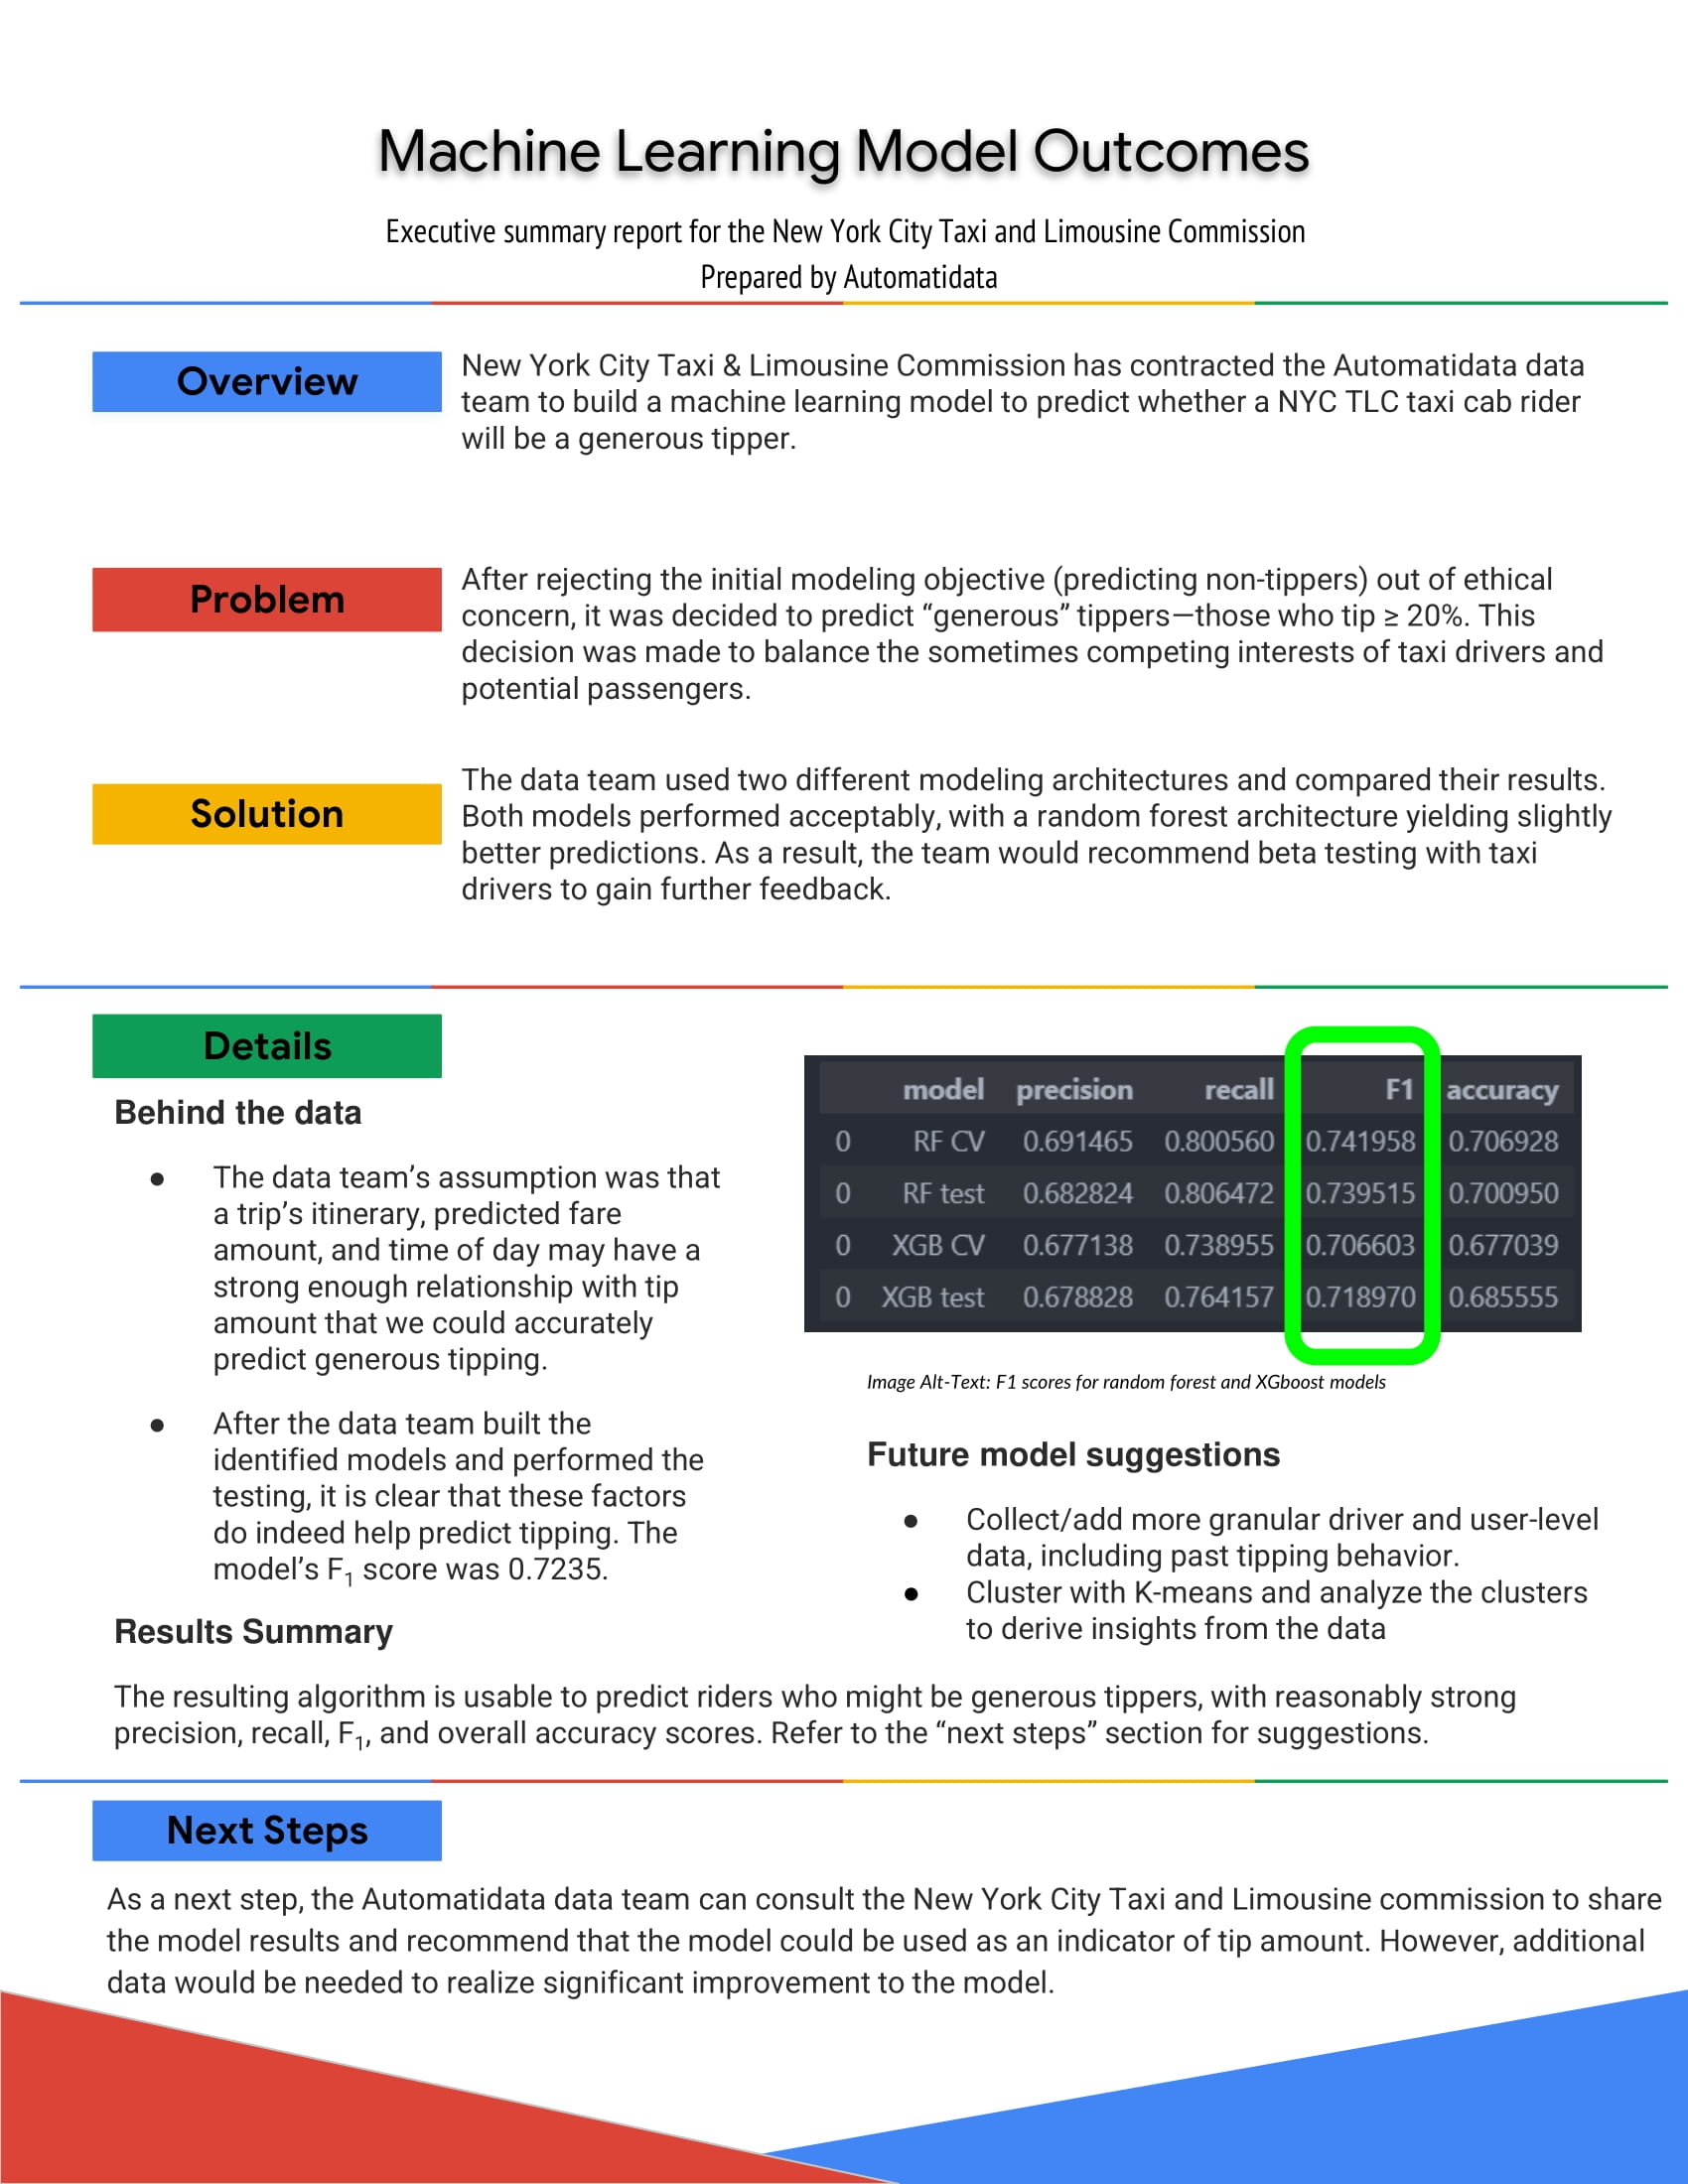 Machine Learning Model Outcomes
Executive summary report for the New York City Taxi and Limousine Commission
Prepared by Automatidata
Overview
New York City Taxi & Limousine Commission has contracted the Automatidata data
team to build a machine learning model to predict whether a NYC TLC taxi cab rider
will be a generous tipper.
Problem
After rejecting the initial modeling objective (predicting non-tippers) out of ethical
concern, it was decided to predict “generous” tippers—those who tip ≥ 20%. This
decision was made to balance the sometimes competing interests of taxi drivers and
potential passengers.
Solution
The data team used two different modeling architectures and compared their results.
Both models performed acceptably, with a random forest architecture yielding slightly
better predictions. As a result, the team would recommend beta testing with taxi
drivers to gain further feedback.
Details
Behind the data
● The data team’s assumption was that
a trip’s itinerary, predicted fare
amount, and time of day may have a
strong enough relationship with tip
amount that we could accurately
predict generous tipping.
● After the data team built the
identified models and performed the
testing, it is clear that these factors
do indeed help predict tipping. The
model’s F1 score was 0.7235.
model precision recall F1 accuracy
0 RF CV 0.691465 0.800560 0.741958 0.706928
0 RF test 0.682824 0.806472 0.739515 0.700950
0 XGB CV 0.677138 0.738955 0.706603 0.677039
0 XGB test 0.678828 0.764157 0.718970 0.685555
Image Alt-Text: F1 scores for random forest and XGboost models
Future model suggestions
● Collect/add more granular driver and user-level
data, including past tipping behavior.
● Cluster with K-means and analyze the clusters
to derive insights from the data
Results Summary
The resulting algorithm is usable to predict riders who might be generous tippers, with reasonably strong
precision, recall, F1, and overall accuracy scores. Refer to the “next steps” section for suggestions.
Next Steps
As a next step, the Automatidata data team can consult the New York City Taxi and Limousine commission to share
the model results and recommend that the model could be used as an indicator of tip amount. However, additional
data would be needed to realize significant improvement to the model.